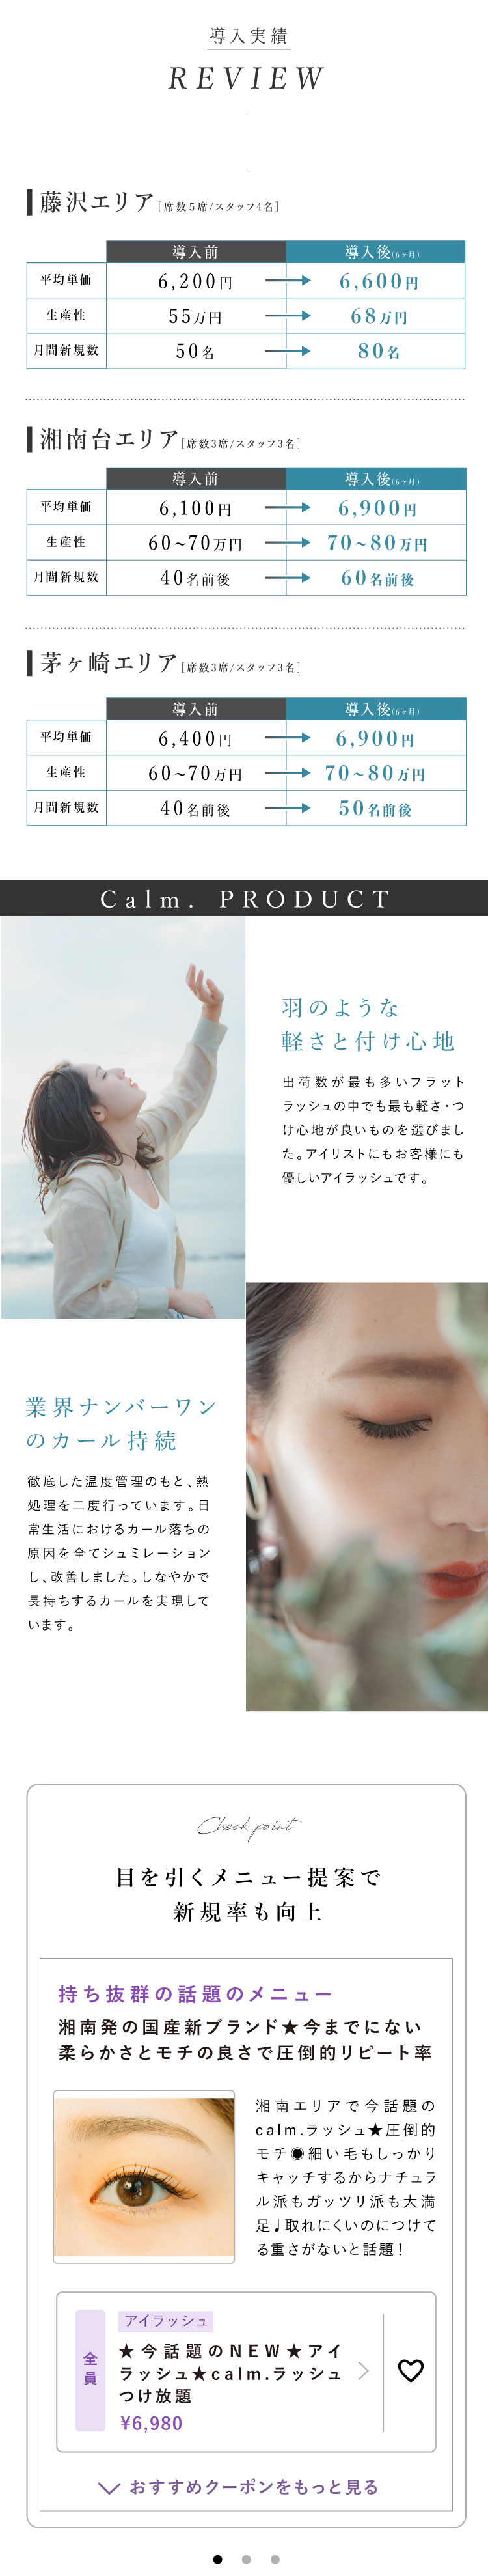 導入実績
REVIEW
藤沢エリア[席数5席/スタッフ4名]
導入前 導入後(6ヶ月)
平均単価 6,200円 6,600円
生産性 55万円 68万円
月間新規数 50名 80名
湘南台エリア[席数3席/スタッフ3名]
導入前 導入後(6ヶ月)
平均単価 6,100円 6,900円
生産性 60~70万円 70~80万円
月間新規数 40名前後 60名前後
茅ヶ崎エリア[席数3席/スタッフ3名]
導入前 導入後(6ヶ月)
平均単価 6,400円 6,900円
生産性 60~70万円 70~80万円
月間新規数 40名前後 50名前後
Calm. PRODUCT
羽のような
軽さと付け心地
出荷数が最も多いフラット
ラッシュの中でも最も軽さ・つ
け心地が良いものを選びまし
た。アイリストにもお客様にも
優しいアイラッシュです。
業界ナンバーワン
のカール持続
徹底した温度管理のもと、熱
処理を二度行っています。日
常生活におけるカール落ちの
原因を全てシュミレーション
し、改善しました。しなやかで
長持ちするカールを実現して
います。
Check point
目を引くメニュー提案で
新規率も向上
持ち抜群の話題のメニュー
湘南発の国産新ブランド★今までにない
柔らかさとモチの良さで圧倒的リピート率
湘南エリアで今話題の
calm.ラッシュ★圧倒的
モチ◉細い毛もしっかり
キャッチするからナチュラ
ル派もガッツリ派も大満
足♩取れにくいのにつけて
る重さがないと話題！
全員
アイラッシュ
★今話題のNEW★アイ
ラッシュ★calm.ラッシュ
つけ放題
¥6,980
おすすめクーポンをもっと見る